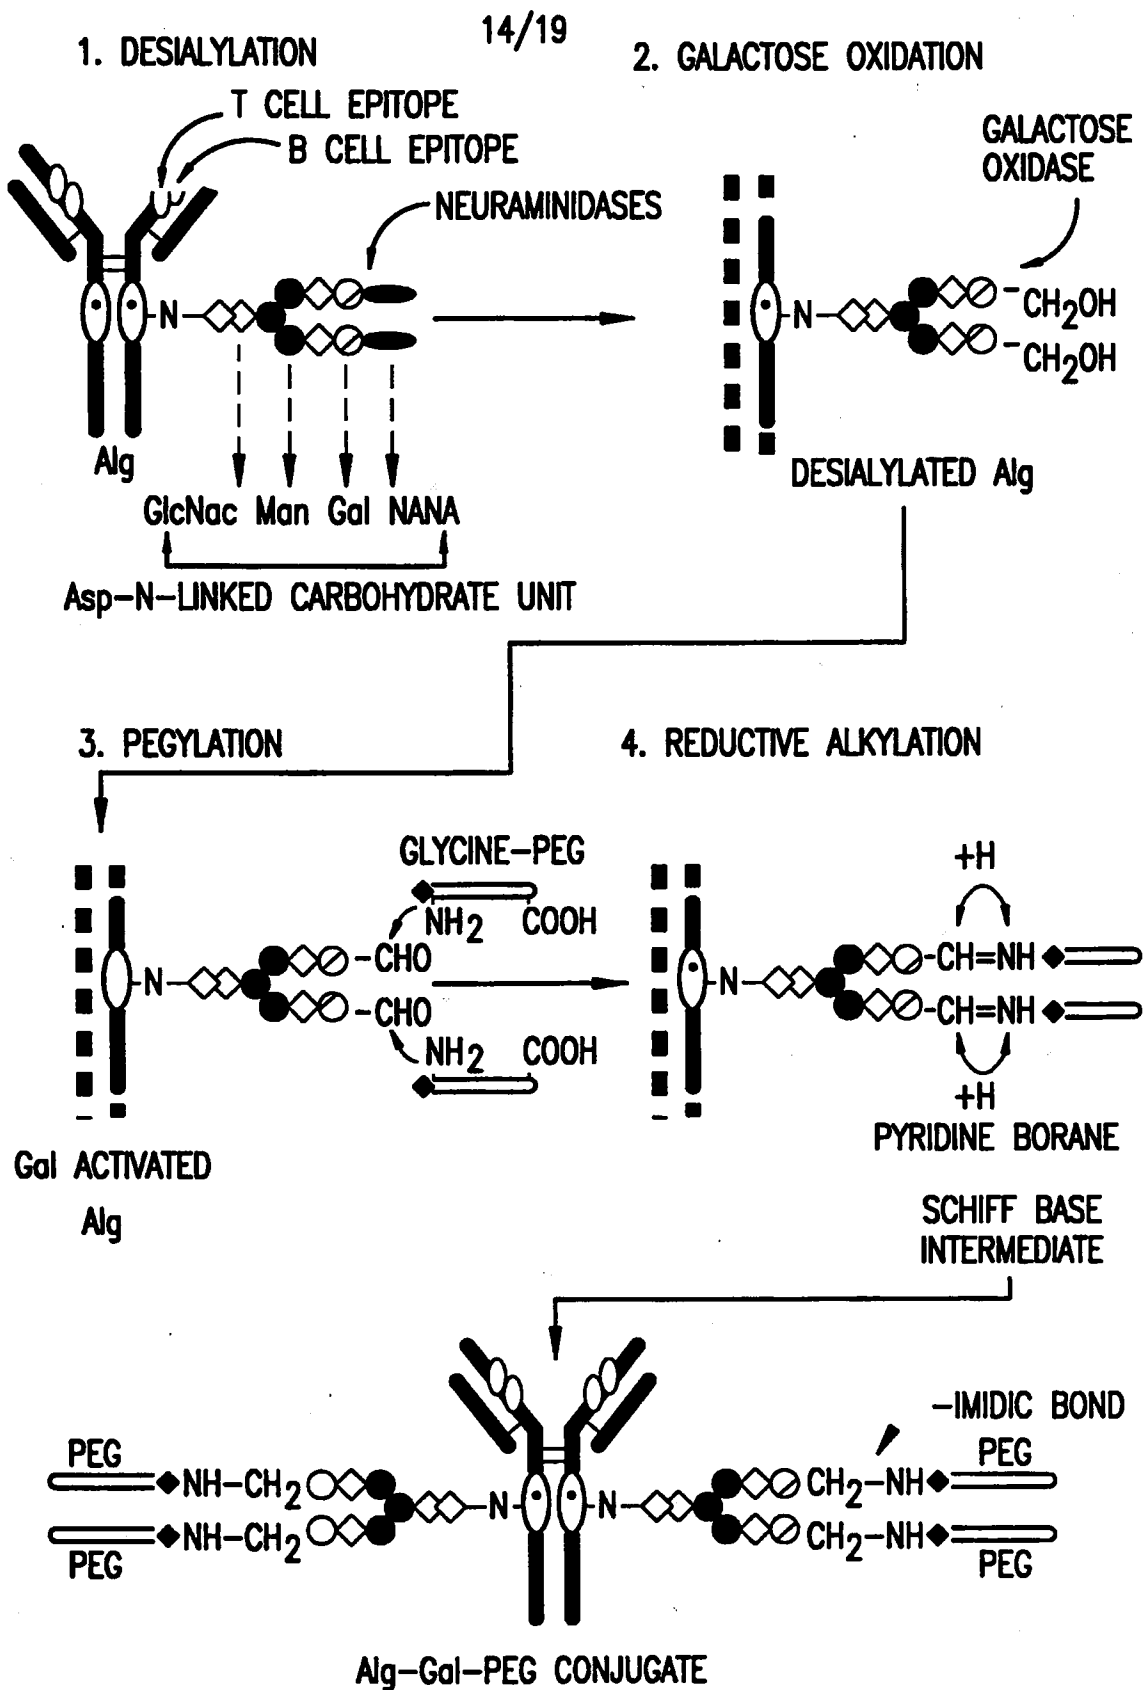 14/19
1. DESIALYLATION
T CELL EPITOPE
B CELL EPITOPE
NEURAMINIDASES
N
AIg
GlcNac Man Gal NANA
Asp-N-LINKED CARBOHYDRATE UNIT
2. GALACTOSE OXIDATION
GALACTOSE
OXIDASE
N
-CH2OH
-CH2OH
DESIALYLATED AIg
3. PEGYLATION
GLYCINE-PEG
NH2 COOH
N
-CHO
-CHO
NH2 COOH
Gal ACTIVATED
AIg
4. REDUCTIVE ALKYLATION
+H
N
-CH=NH
-CH=NH
+H
PYRIDINE BORANE
SCHIFF BASE
INTERMEDIATE
-IMIDIC BOND
PEG
PEG
NH-CH2
CH2-NH
N
N
NH-CH2
CH2-NH
PEG
PEG
AIg-Gal-PEG CONJUGATE